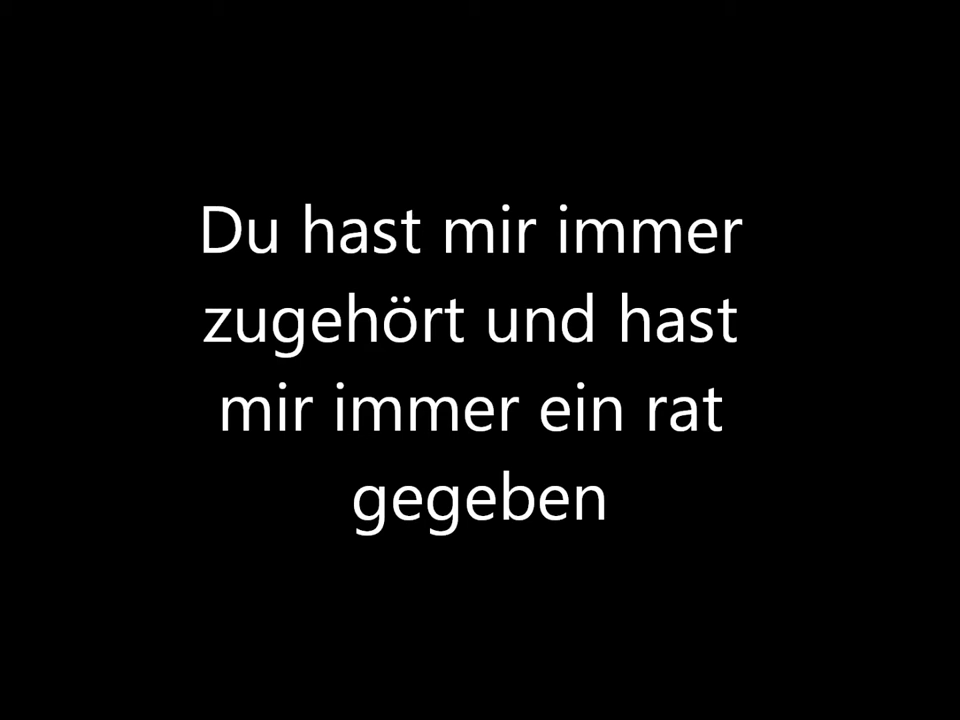 Du hast mir immer
zugehört und hast
mir immer ein rat
gegeben